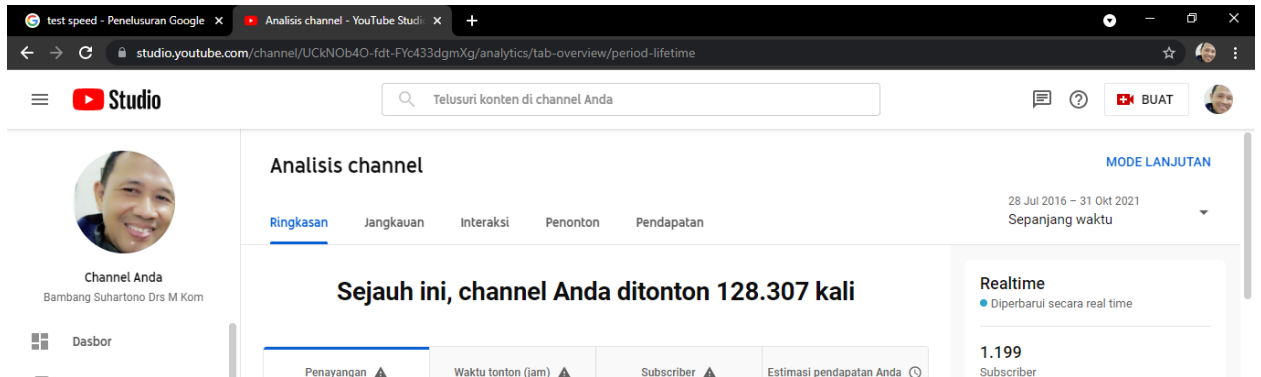 test speed - Penelusuran Google
Analisis channel - YouTube Studio
studio.youtube.com/channel/UCkNOb4O-fdt-FYc433dgmXg/analytics/tab-overview/period-lifetime
Studio
Telusuri konten di channel Anda
BUAT
Channel Anda
Bambang Suhartono Drs M Kom
Dasbor
Analisis channel
MODE LANJUTAN
Ringkasan Jangkauan Interaksi Penonton Pendapatan
28 Jul 2016 – 31 Okt 2021
Sepanjang waktu
Sejauh ini, channel Anda ditonton 128.307 kali
Penayangan Waktu tonton (jam) Subscriber Estimasi pendapatan Anda
Realtime
Diperbarui secara real time
1.199
Subscriber